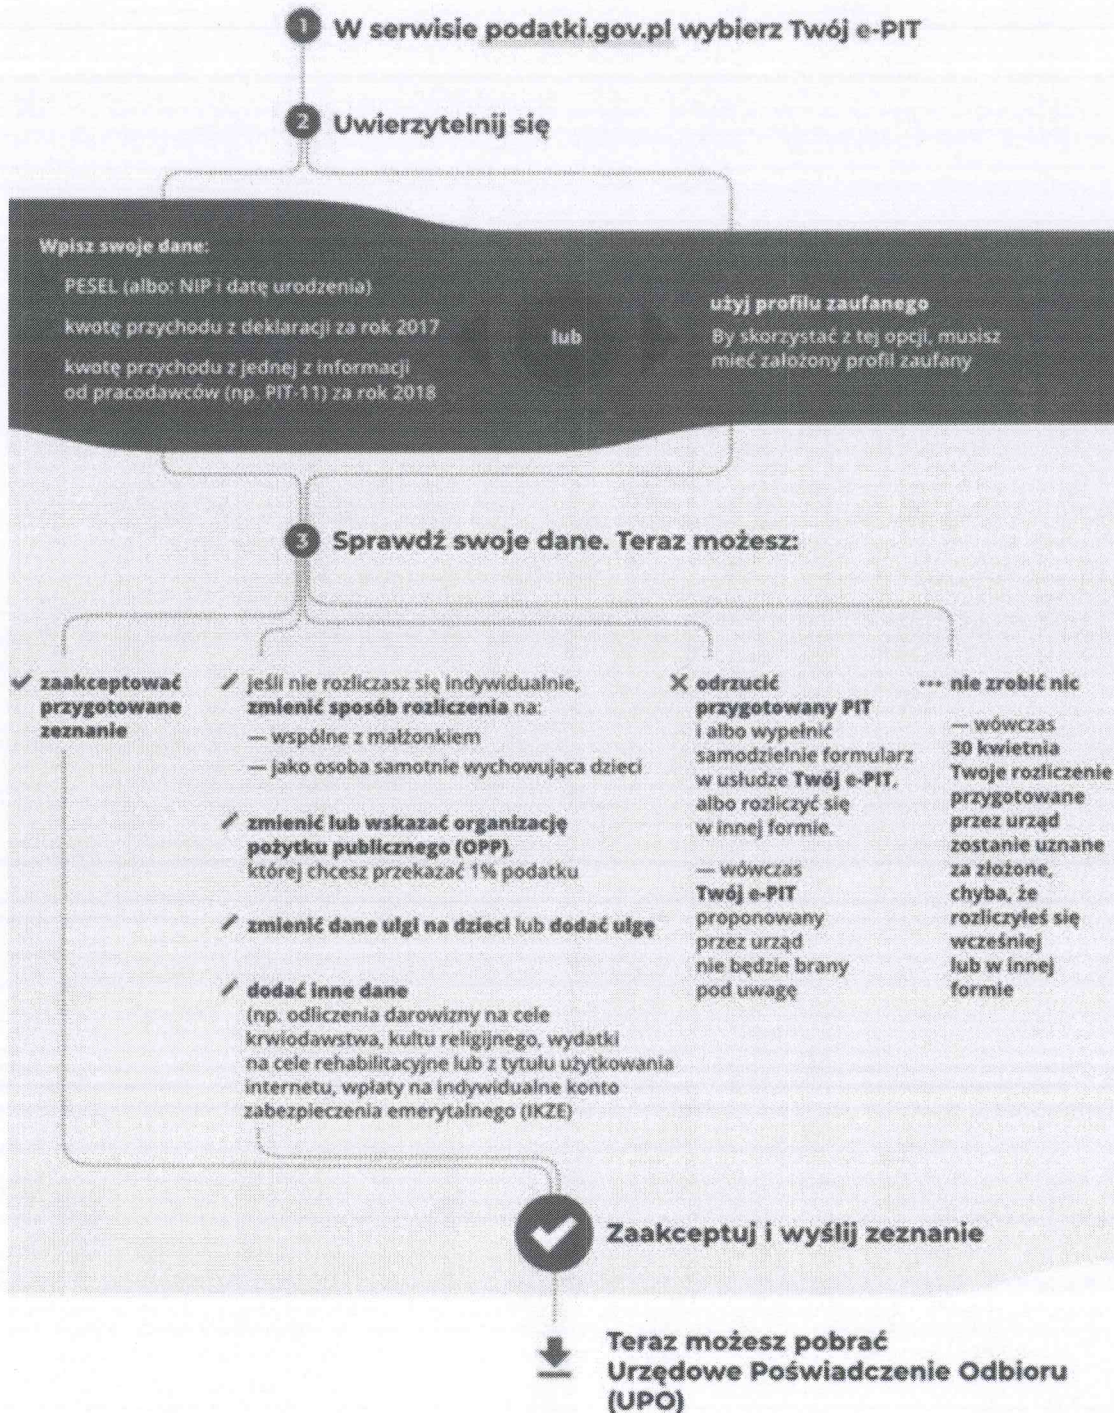 1 W serwisie podatki.gov.pl wybierz Twój e-PIT
2 Uwierzytelnij się
Wpisz swoje dane:
PESEL (albo: NIP i datę urodzenia)
kwotę przychodu z deklaracji za rok 2017
kwotę przychodu z jednej z informacji
od pracodawców (np. PIT-11) za rok 2018
lub
użyj profilu zaufanego
By skorzystać z tej opcji, musisz
mieć założony profil zaufany
3 Sprawdź swoje dane. Teraz możesz:
zaakceptować
przygotowane
zeznanie
jeśli nie rozliczasz się indywidualnie,
zmienić sposób rozliczenia na:
— wspólne z małżonkiem
— jako osoba samotnie wychowująca dzieci
zmienić lub wskazać organizację
pożytku publicznego (OPP),
której chcesz przekazać 1% podatku
zmienić dane ulgi na dzieci lub dodać ulgę
dodać inne dane
(np. odliczenia darowizny na cele
krwiodawstwa, kultu religijnego, wydatki
na cele rehabilitacyjne lub z tytułu użytkowania
internetu, wpłaty na indywidualne konto
zabezpieczenia emerytalnego (IKZE)
odrzucić
przygotowany PIT
i albo wypełnić
samodzielnie formularz
w usłudze Twój e-PIT,
albo rozliczyć się
w innej formie.
— wówczas
Twój e-PIT
proponowany
przez urząd
nie będzie brany
pod uwagę
nie zrobić nic
— wówczas
30 kwietnia
Twoje rozliczenie
przygotowane
przez urząd
zostanie uznane
za złożone,
chyba, że
rozliczyłeś się
wcześniej
lub w innej
formie
Zaakceptuj i wyślij zeznanie
Teraz możesz pobrać
Urzędowe Poświadczenie Odbioru
(UPO)